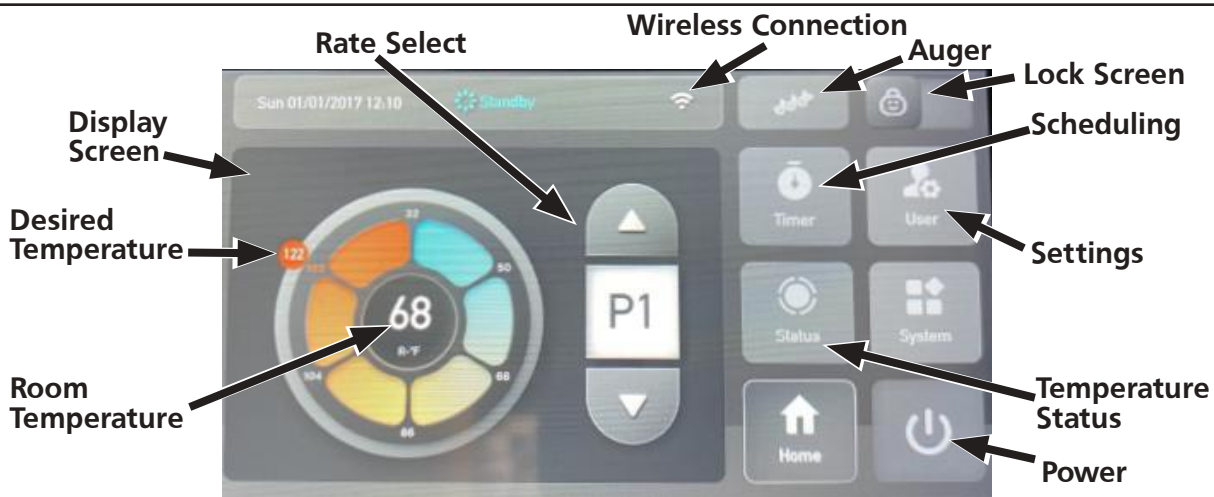 Wireless Connection
Rate Select
Auger
Lock Screen
Sun 01/01/2017 12:10
Standby
Display
Screen
Scheduling
Desired
Temperature
122
32
50
68
86
104
122
68
R-°F
P1
Timer
User
Settings
Status
System
Room
Temperature
Temperature
Status
Home
Power